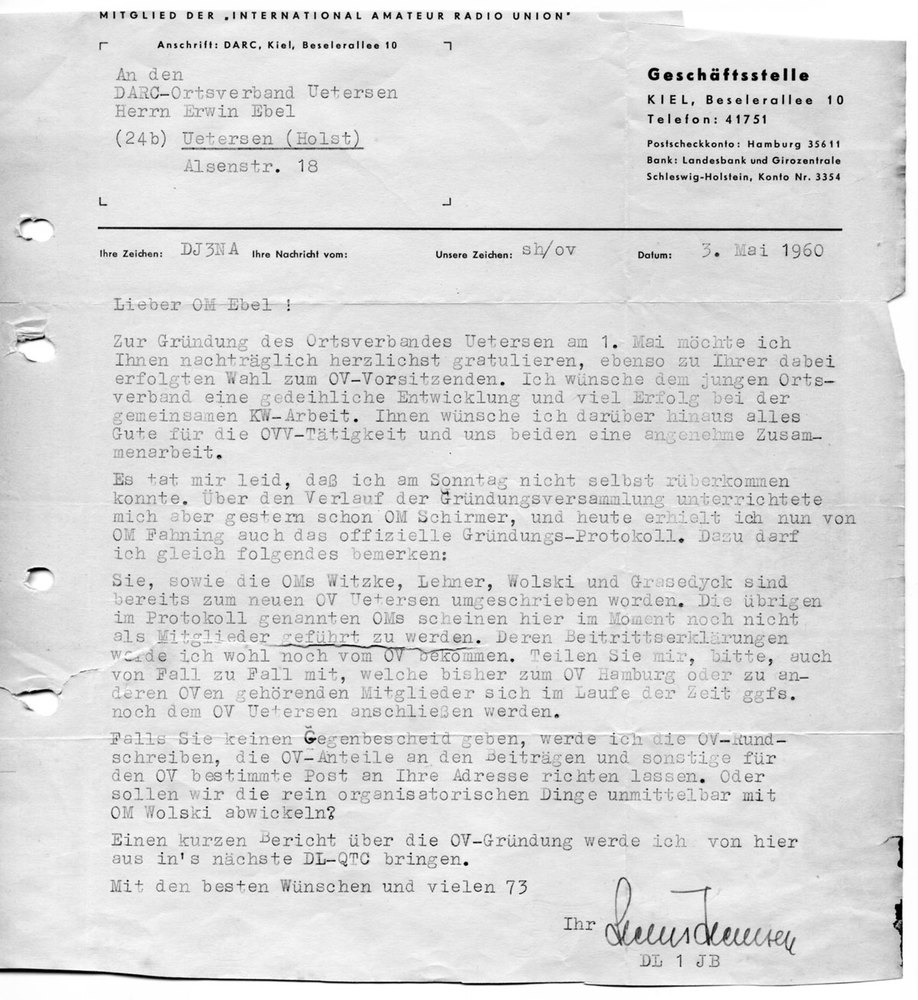 MITGLIED DER „INTERNATIONAL AMATEUR RADIO UNION"
Anschrift: DARC, Kiel, Beselerallee 10
An den
DARC-Ortsverband Uetersen
Herrn Erwin Ebel
(24b) Uetersen (Holst)
Alsenstr. 18
Geschäftsstelle
KIEL, Beselerallee 10
Telefon: 41751
Postscheckkonto: Hamburg 35611
Bank: Landesbank und Girozentrale
Schleswig-Holstein, Konto Nr. 3354
Ihre Zeichen: DJ3NA Ihre Nachricht vom: Unsere Zeichen: sh/ov Datum: 3. Mai 1960
Lieber OM Ebel !
Zur Gründung des Ortsverbandes Uetersen am 1. Mai möchte ich
Ihnen nachträglich herzlichst gratulieren, ebenso zu Ihrer dabei
erfolgten Wahl zum OV-Vorsitzenden. Ich wünsche dem jungen Orts-
verband eine gedeihliche Entwicklung und viel Erfolg bei der
gemeinsamen KW-Arbeit. Ihnen wünsche ich darüber hinaus alles
Gute für die OVV-Tätigkeit und uns beiden eine angenehme Zusam-
menarbeit.
Es tat mir leid, daß ich am Sonntag nicht selbst rüberkommen
konnte. Über den Verlauf der Gründungsversammlung unterrichtete
mich aber gestern schon OM Schirmer, und heute erhielt ich nun von
OM Fahning auch das offizielle Gründungs-Protokoll. Dazu darf
ich gleich folgendes bemerken:
Sie, sowie die OMs Witzke, Lehner, Wolski und Grasedyck sind
bereits zum neuen OV Uetersen umgeschrieben worden. Die übrigen
im Protokoll genannten OMs scheinen hier im Moment noch nicht
als Mitglieder geführt zu werden. Deren Beitrittserklärungen
werde ich wohl noch vom OV bekommen. Teilen Sie mir, bitte, auch
von Fall zu Fall mit, welche bisher zum OV Hamburg oder zu an-
deren OVen gehörenden Mitglieder sich im Laufe der Zeit ggfs.
noch dem OV Uetersen anschließen werden.
Falls Sie keinen Gegenbescheid geben, werde ich die OV-Rund-
schreiben, die OV-Anteile an den Beiträgen und sonstige für
den OV bestimmte Post an Ihre Adresse richten lassen. Oder
sollen wir die rein organisatorischen Dinge unmittelbar mit
OM Wolski abwickeln?
Einen kurzen Bericht über die OV-Gründung werde ich von hier
aus in's nächste DL-QTC bringen.
Mit den besten Wünschen und vielen 73
Ihr
DL 1 JB